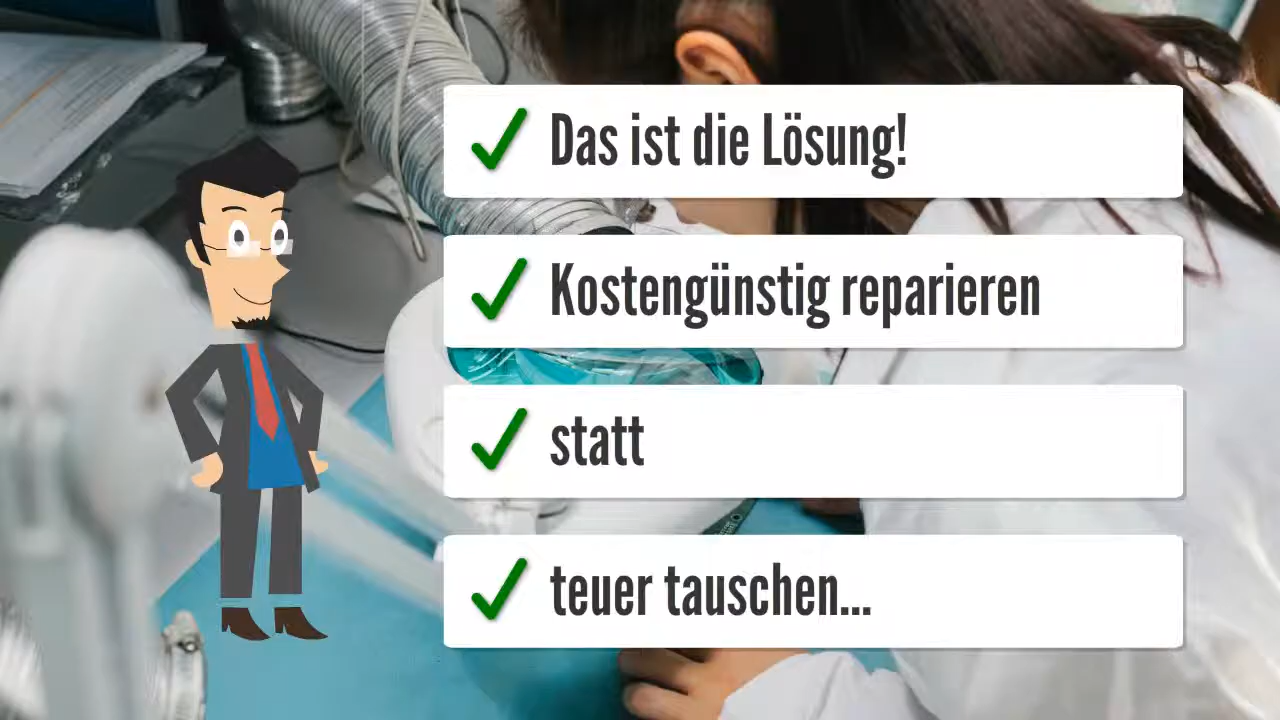 Das ist die Lösung!
Kostengünstig reparieren
statt
teuer tauschen...